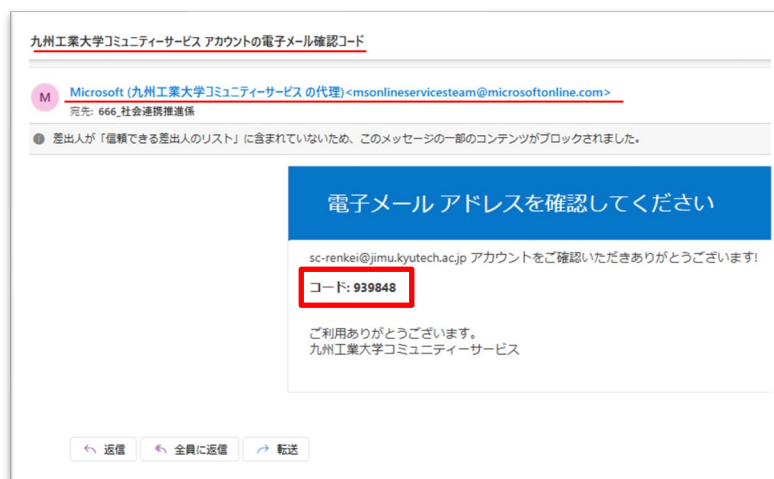 九州工業大学コミュニティーサービス アカウントの電子メール確認コード
M
Microsoft (九州工業大学コミュニティーサービス の代理)<msonlineservicesteam@microsoftonline.com>
宛先: 666_社会連携推進係
差出人が「信頼できる差出人のリスト」に含まれていないため、このメッセージの一部のコンテンツがブロックされました。
電子メール アドレスを確認してください
sc-renkei@jimu.kyutech.ac.jp アカウントをご確認いただきありがとうございます!
コード: 939848
ご利用ありがとうございます。
九州工業大学コミュニティーサービス
返信 全員に返信 転送